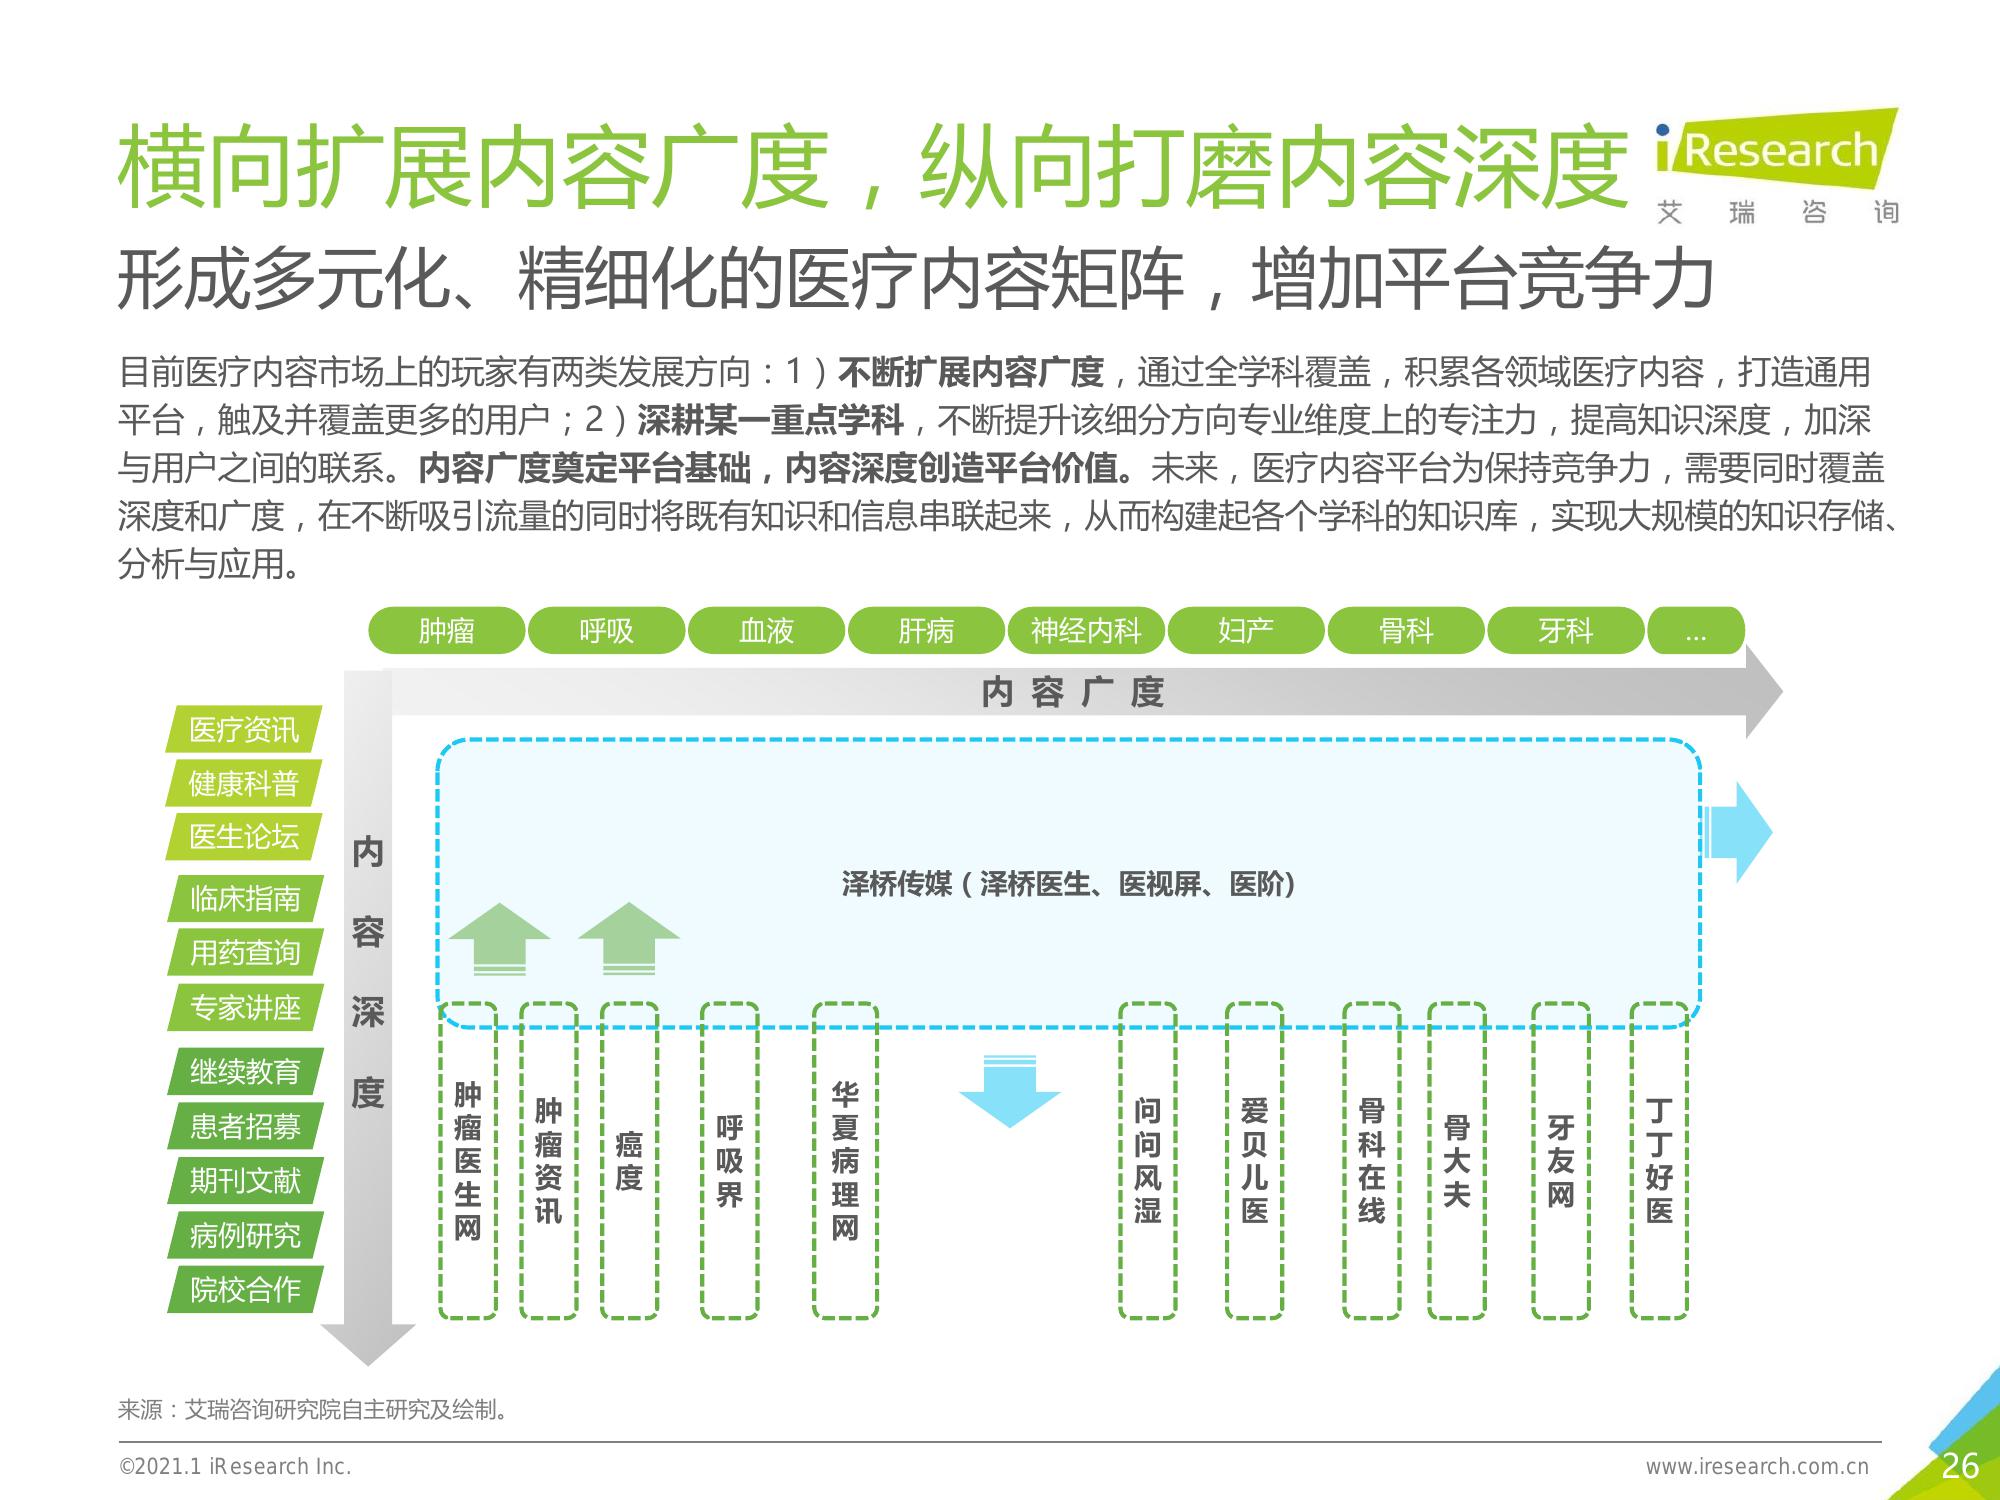 横向扩展内容广度，纵向打磨内容深度
iResearch
艾瑞咨询
形成多元化、精细化的医疗内容矩阵，增加平台竞争力
目前医疗内容市场上的玩家有两类发展方向：1）不断扩展内容广度，通过全学科覆盖，积累各领域医疗内容，打造通用
平台，触及并覆盖更多的用户；2）深耕某一重点学科，不断提升该细分方向专业维度上的专注力，提高知识深度，加深
与用户之间的联系。内容广度奠定平台基础，内容深度创造平台价值。未来，医疗内容平台为保持竞争力，需要同时覆盖
深度和广度，在不断吸引流量的同时将既有知识和信息串联起来，从而构建起各个学科的知识库，实现大规模的知识存储、
分析与应用。
肿瘤
呼吸
血液
肝病
神经内科
妇产
骨科
牙科
...
内容广度
医疗资讯
健康科普
医生论坛
临床指南
用药查询
专家讲座
继续教育
患者招募
期刊文献
病例研究
院校合作
内容深度
泽桥传媒（泽桥医生、医视屏、医阶）
肿瘤医生网
肿瘤资讯
癌度
呼吸界
华夏病理网
问问风湿
爱贝儿医
骨科在线
骨大夫
牙友网
丁丁好医
来源：艾瑞咨询研究院自主研究及绘制。
©2021.1 iResearch Inc.
www.iresearch.com.cn
26